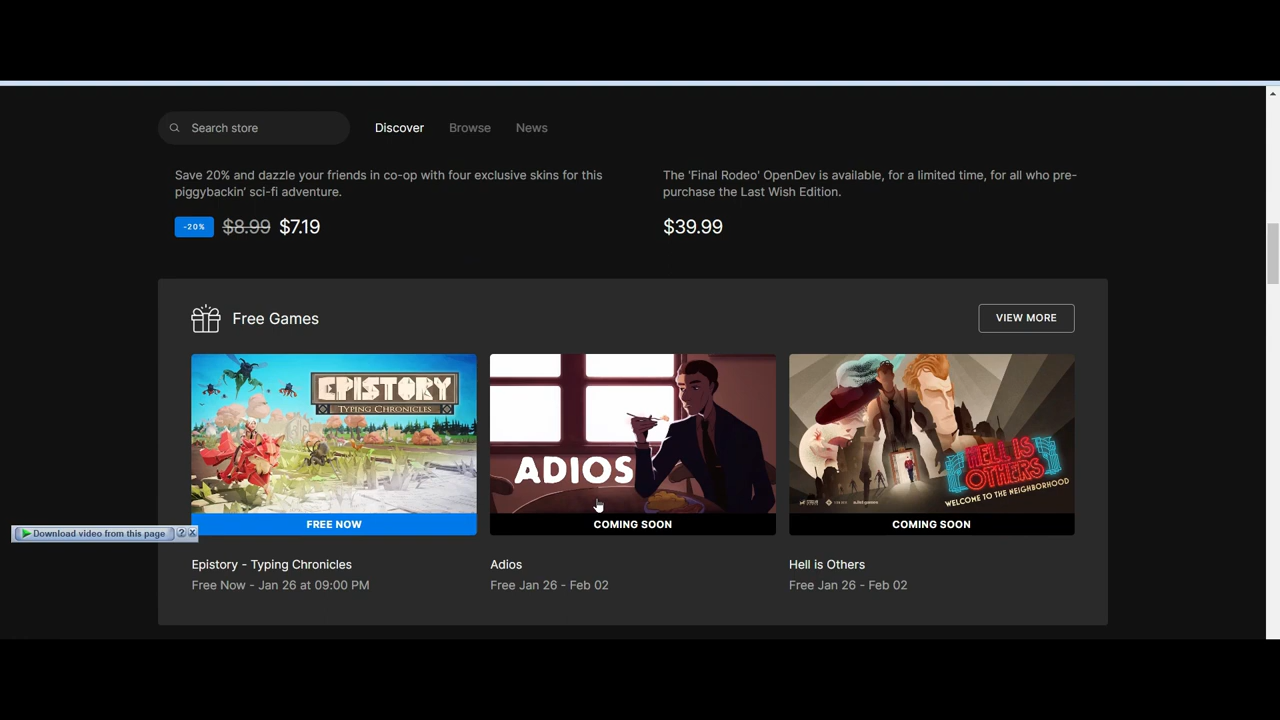 Search store
Discover
Browse
News
Save 20% and dazzle your friends in co-op with four exclusive skins for this
piggybackin' sci-fi adventure.
-20%
$8.99
$7.19
The 'Final Rodeo' OpenDev is available, for a limited time, for all who pre-
purchase the Last Wish Edition.
$39.99
Free Games
VIEW MORE
EPISTORY
TYPING CHRONICLES
FREE NOW
ADIOS
COMING SOON
HELL IS
OTHERS
WELCOME TO THE NEIGHBORHOOD
COMING SOON
Download video from this page
?
Epistory - Typing Chronicles
Free Now - Jan 26 at 09:00 PM
Adios
Free Jan 26 - Feb 02
Hell is Others
Free Jan 26 - Feb 02